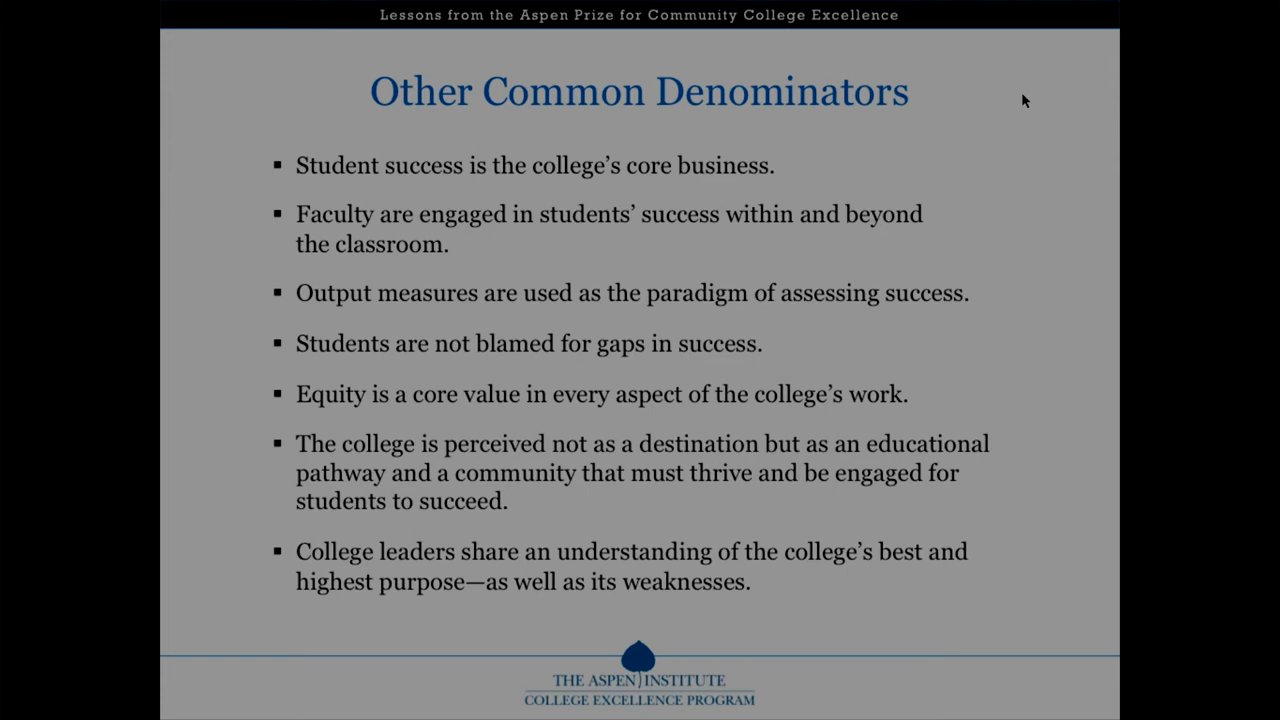 Lessons from the Aspen Prize for Community College Excellence
Other Common Denominators
▪ Student success is the college’s core business.
▪ Faculty are engaged in students’ success within and beyond
the classroom.
▪ Output measures are used as the paradigm of assessing success.
▪ Students are not blamed for gaps in success.
▪ Equity is a core value in every aspect of the college’s work.
▪ The college is perceived not as a destination but as an educational
pathway and a community that must thrive and be engaged for
students to succeed.
▪ College leaders share an understanding of the college’s best and
highest purpose—as well as its weaknesses.
THE ASPEN INSTITUTE
COLLEGE EXCELLENCE PROGRAM